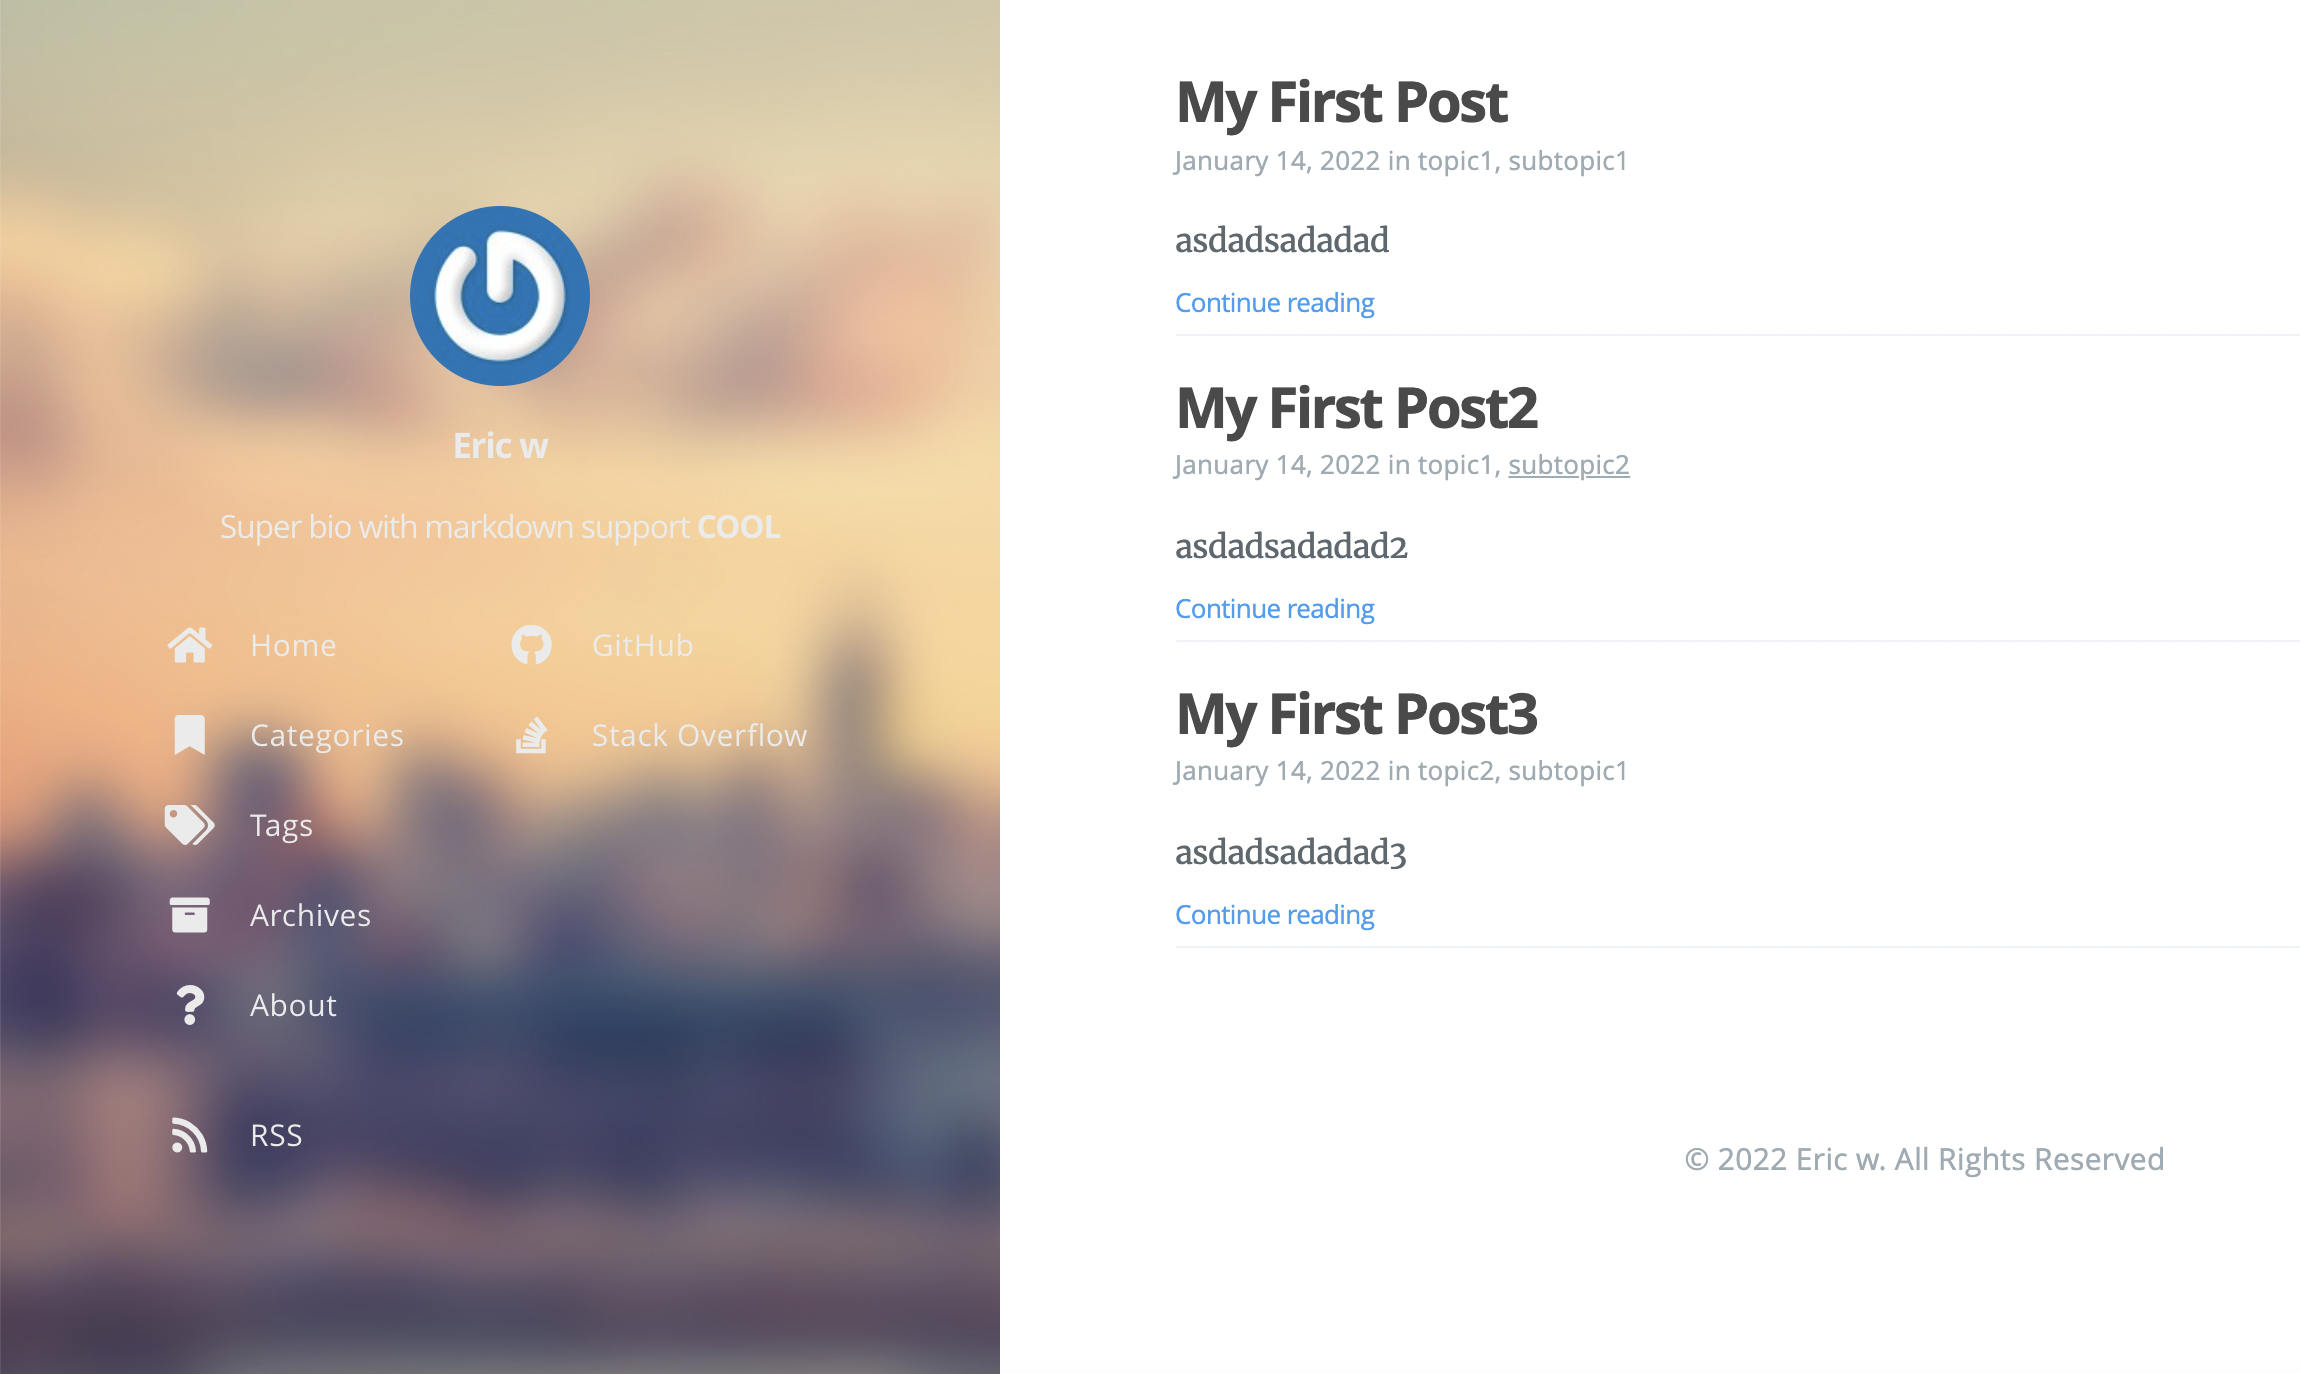 Eric w
Super bio with markdown support COOL
Home
GitHub
Categories
Stack Overflow
Tags
Archives
About
RSS
My First Post
January 14, 2022 in topic1, subtopic1
asdadsadadad
Continue reading
My First Post2
January 14, 2022 in topic1, subtopic2
asdadsadadad2
Continue reading
My First Post3
January 14, 2022 in topic2, subtopic1
asdadsadadad3
Continue reading
© 2022 Eric w. All Rights Reserved